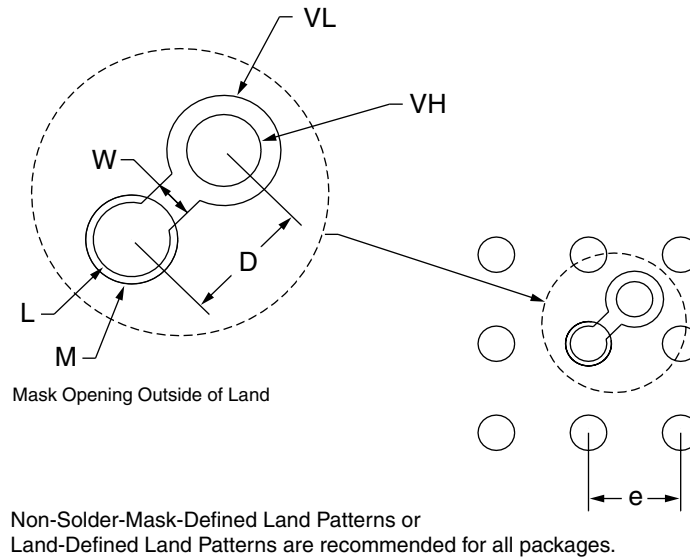 VL
VH
W
D
L
M
Mask Opening Outside of Land
e
Non-Solder-Mask-Defined Land Patterns or
Land-Defined Land Patterns are recommended for all packages.